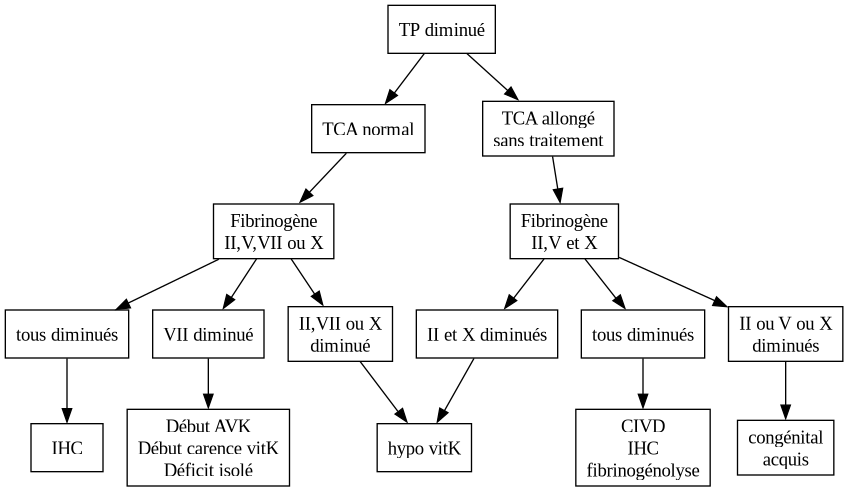 TP diminué
TCA normal
TCA allongé
sans traitement
Fibrinogène
II,V,VII ou X
Fibrinogène
II,V et X
tous diminués
VII diminué
II,VII ou X
diminué
II et X diminués
tous diminués
II ou V ou X
diminués
IHC
Début AVK
Début carence vitK
Déficit isolé
hypo vitK
CIVD
IHC
fibrinogénolyse
congénital
acquis